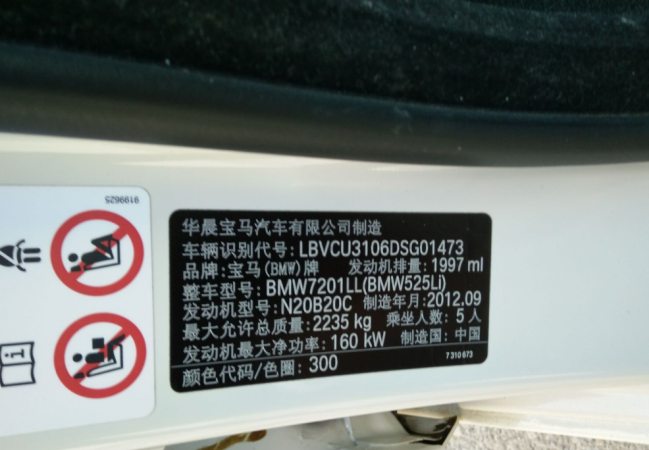 9199625
华晨宝马汽车有限公司制造
车辆识别代号: LBVCU3106DSG01473
品牌: 宝马(BMW)牌 发动机排量: 1997 ml
整车型号: BMW7201LL(BMW525Li)
发动机型号: N20B20C 制造年月: 2012.09
最大允许总质量: 2235 kg 乘坐人数: 5 人
发动机最大净功率: 160 kW 制造国: 中国
颜色代码/色圈: 300
7 310 673